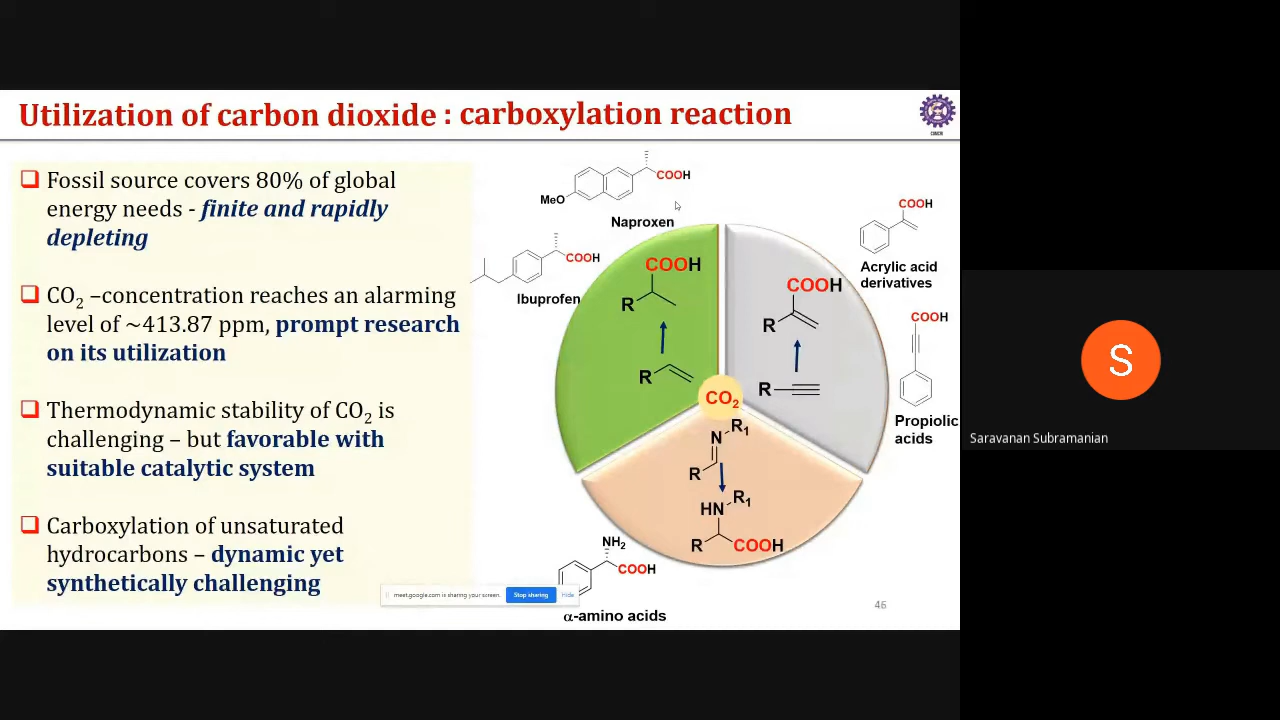 Utilization of carbon dioxide : carboxylation reaction
Fossil source covers 80% of global
energy needs - finite and rapidly
depleting
CO₂ –concentration reaches an alarming
level of ~413.87 ppm, prompt research
on its utilization
Thermodynamic stability of CO₂ is
challenging – but favorable with
suitable catalytic system
Carboxylation of unsaturated
hydrocarbons – dynamic yet
synthetically challenging
COOH
MeO
Naproxen
COOH
Ibuprofen
COOH
R
R
COOH
R
R
CO₂
N
R₁
R
HN
R₁
R
COOH
COOH
Acrylic acid
derivatives
COOH
Propiolic
acids
NH₂
COOH
α-amino acids
meet.google.com is sharing your screen.
Stop sharing
Hide
46
S
Saravanan Subramanian